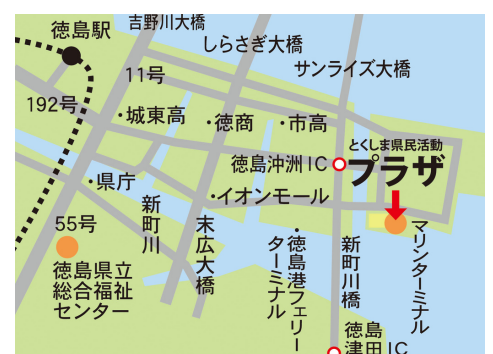 吉野川大橋
徳島駅
しらさぎ大橋
サンライズ大橋
11号
192号
・城東高
・徳商
・市高
とくしま県民活動
プラザ
徳島沖洲IC
・県庁
・イオンモール
新町川
末広大橋
55号
・徳島港フェリー
ターミナル
新町川橋
マリンターミナル
徳島県立
総合福祉
センター
徳島
津田IC